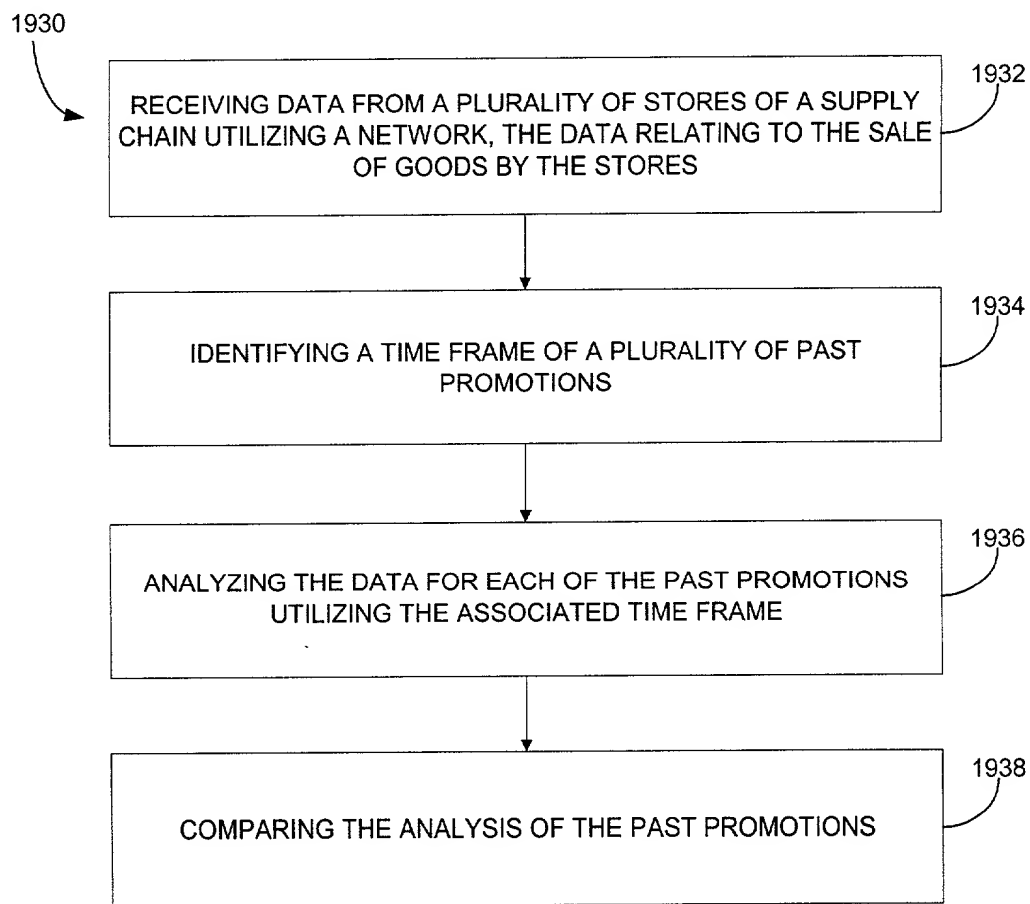 1930
1932
RECEIVING DATA FROM A PLURALITY OF STORES OF A SUPPLY
CHAIN UTILIZING A NETWORK, THE DATA RELATING TO THE SALE
OF GOODS BY THE STORES
1934
IDENTIFYING A TIME FRAME OF A PLURALITY OF PAST
PROMOTIONS
1936
ANALYZING THE DATA FOR EACH OF THE PAST PROMOTIONS
UTILIZING THE ASSOCIATED TIME FRAME
1938
COMPARING THE ANALYSIS OF THE PAST PROMOTIONS